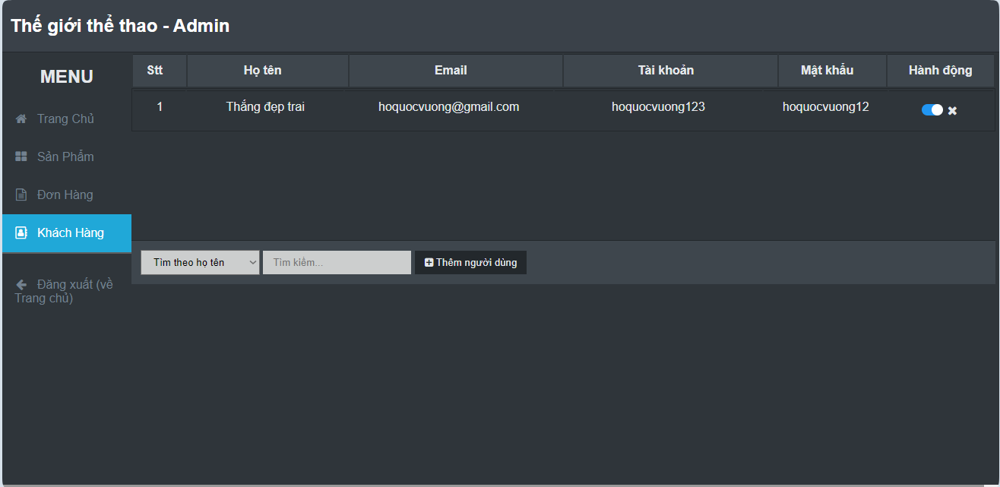 Thế giới thể thao - Admin
MENU
Trang Chủ
Sản Phẩm
Đơn Hàng
Khách Hàng
Đăng xuất (về
Trang chủ)
Stt Họ tên Email Tài khoản Mật khẩu Hành động
1 Thắng đẹp trai hoquocvuong@gmail.com hoquocvuong123 hoquocvuong12
Tìm theo họ tên Tìm kiếm... Thêm người dùng